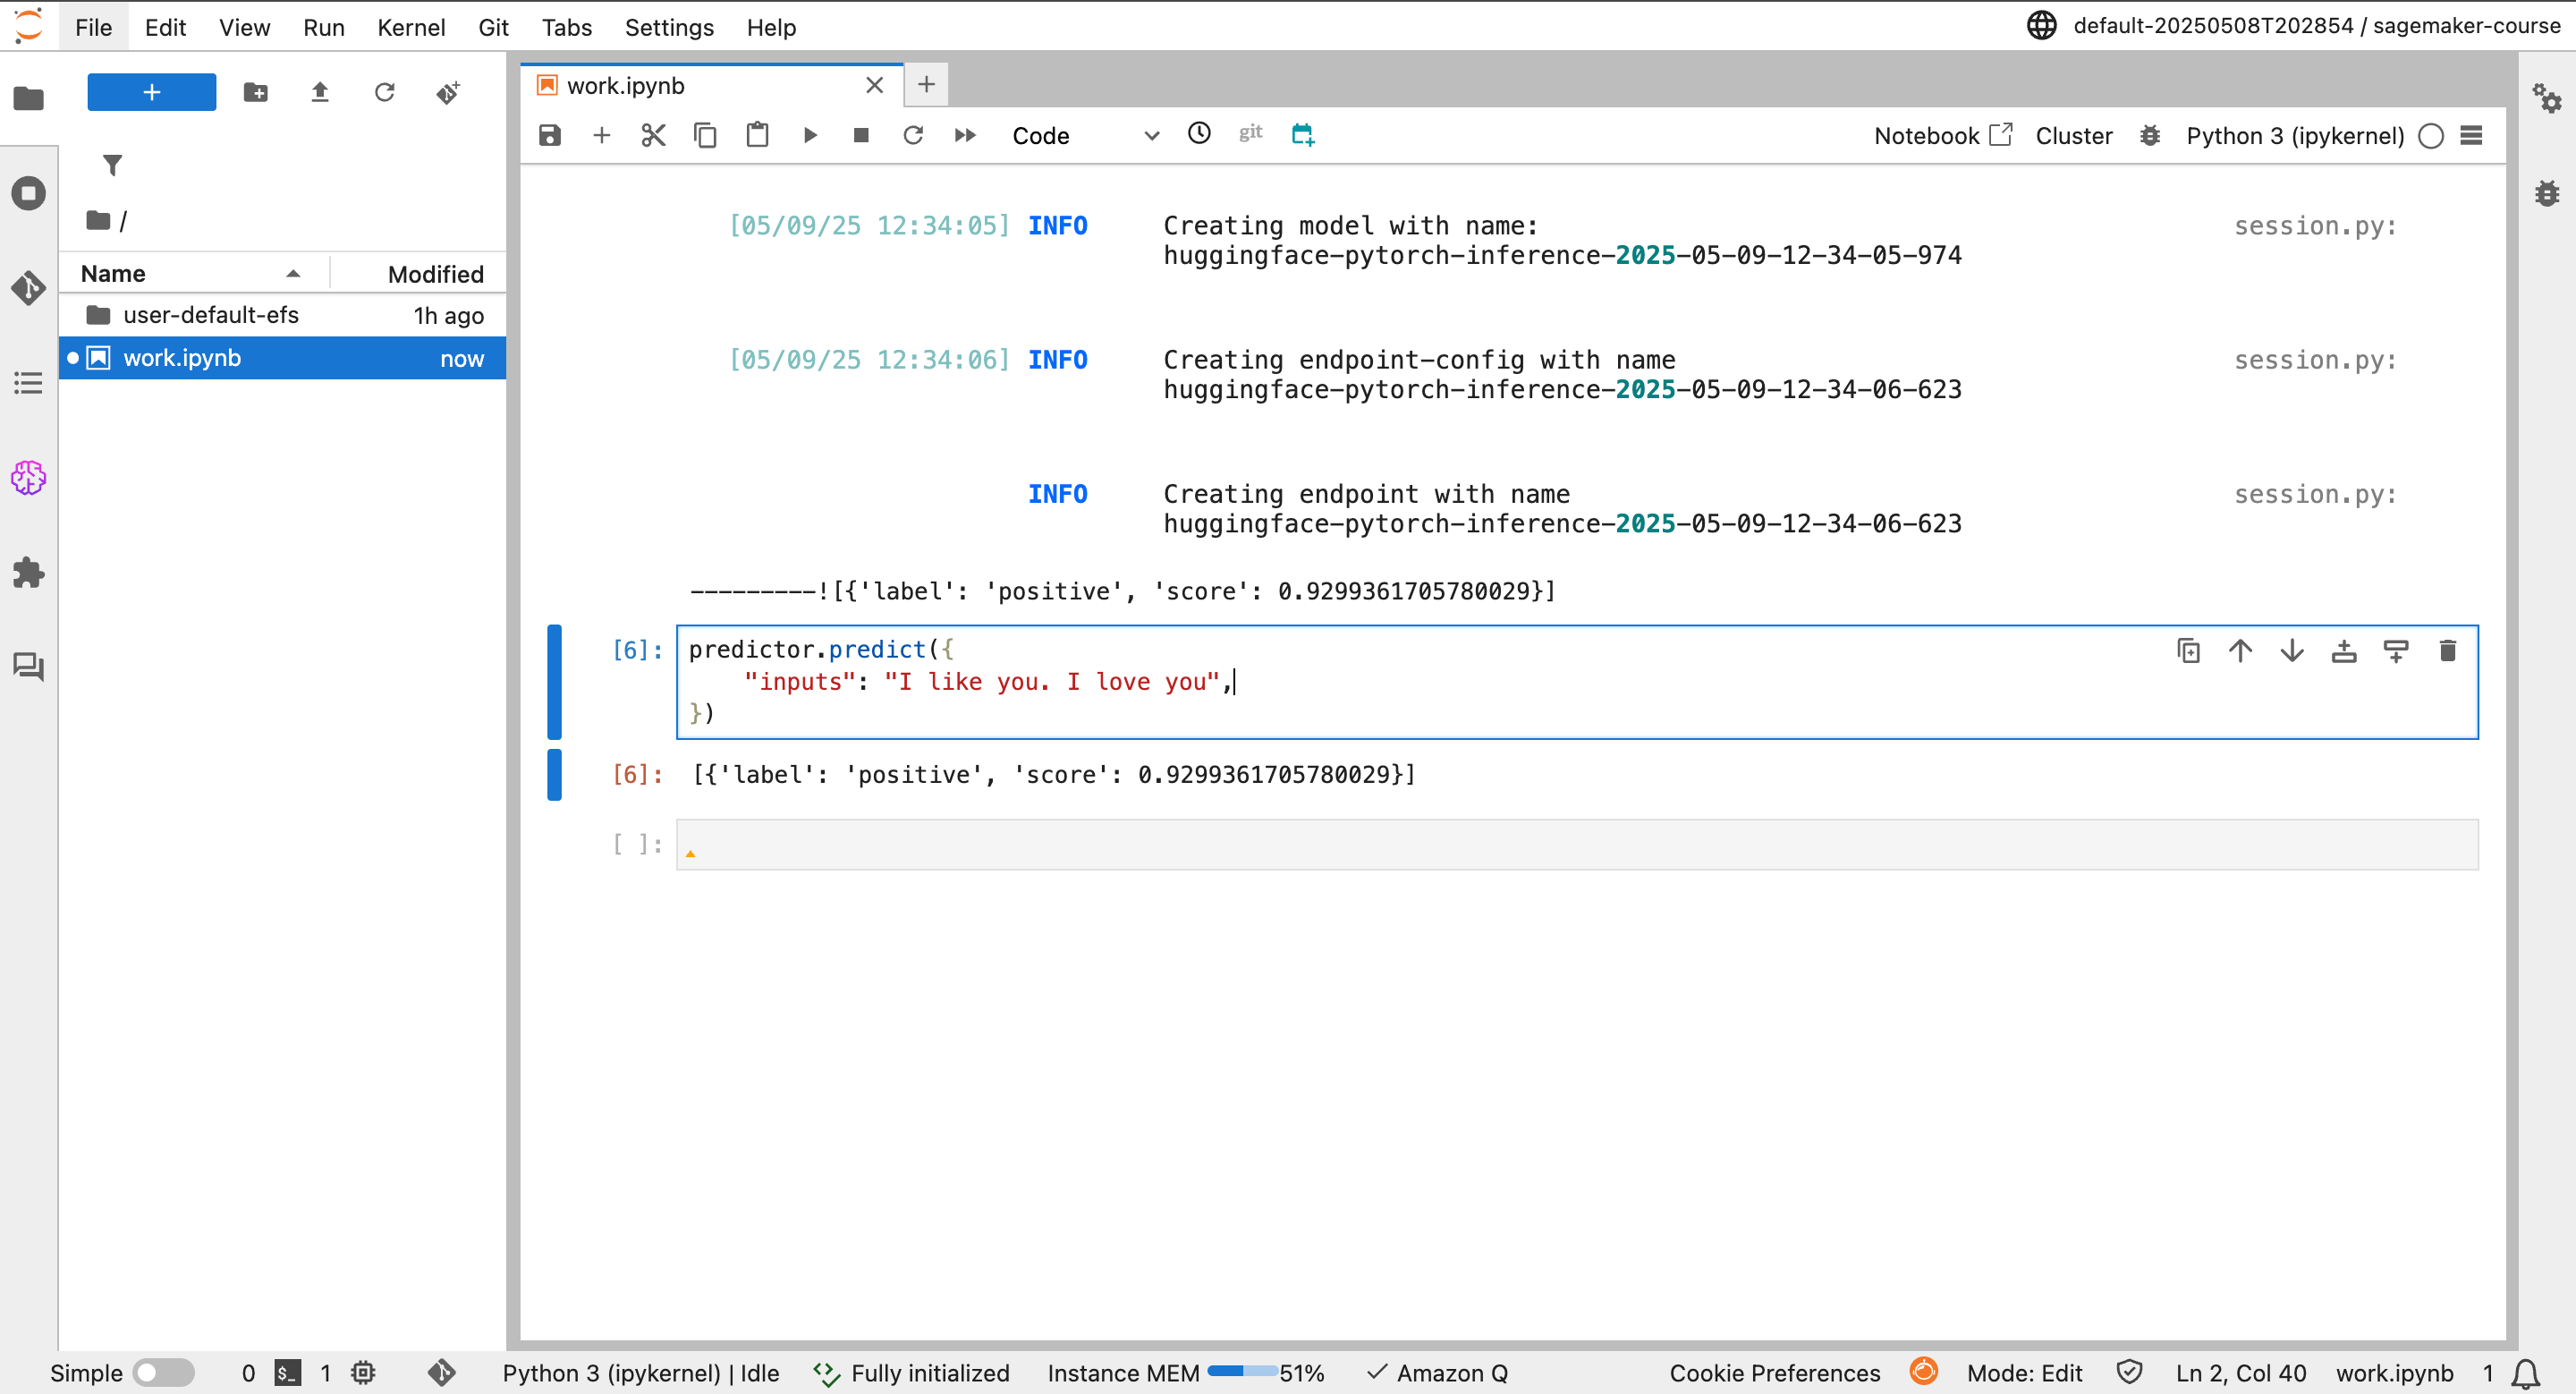 File Edit View Run Kernel Git Tabs Settings Help
default-20250508T202854 / sagemaker-course
+
/
Name Modified
user-default-efs 1h ago
work.ipynb now
work.ipynb
Code git Notebook Cluster Python 3 (ipykernel)
[05/09/25 12:34:05] INFO Creating model with name: session.py:
huggingface-pytorch-inference-2025-05-09-12-34-05-974
[05/09/25 12:34:06] INFO Creating endpoint-config with name session.py:
huggingface-pytorch-inference-2025-05-09-12-34-06-623
INFO Creating endpoint with name session.py:
huggingface-pytorch-inference-2025-05-09-12-34-06-623
---------![{'label': 'positive', 'score': 0.9299361705780029}]
[6]: predictor.predict({
"inputs": "I like you. I love you",
})
[6]: [{'label': 'positive', 'score': 0.9299361705780029}]
[ ]:
Simple 0 $_ 1 Python 3 (ipykernel) | Idle Fully initialized Instance MEM 51% Amazon Q Cookie Preferences Mode: Edit Ln 2, Col 40 work.ipynb 1